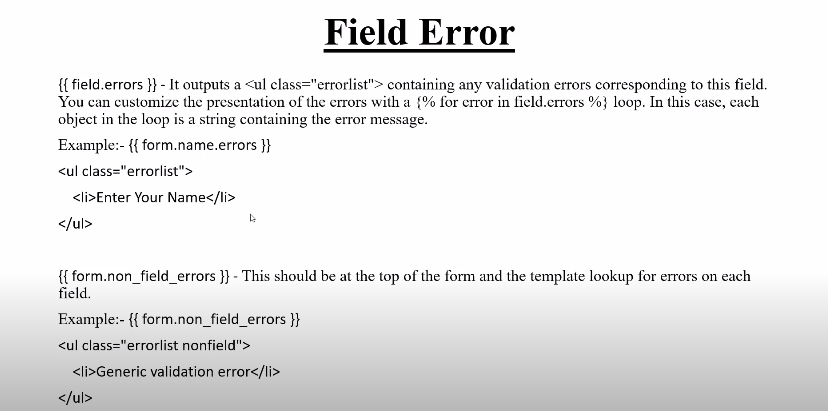 Field Error
{{ field.errors }} - It outputs a <ul class="errorlist"> containing any validation errors corresponding to this field.
You can customize the presentation of the errors with a {% for error in field.errors %} loop. In this case, each
object in the loop is a string containing the error message.
Example:- {{ form.name.errors }}
<ul class="errorlist">
<li>Enter Your Name</li>
</ul>
{{ form.non_field_errors }} - This should be at the top of the form and the template lookup for errors on each
field.
Example:- {{ form.non_field_errors }}
<ul class="errorlist nonfield">
<li>Generic validation error</li>
</ul>